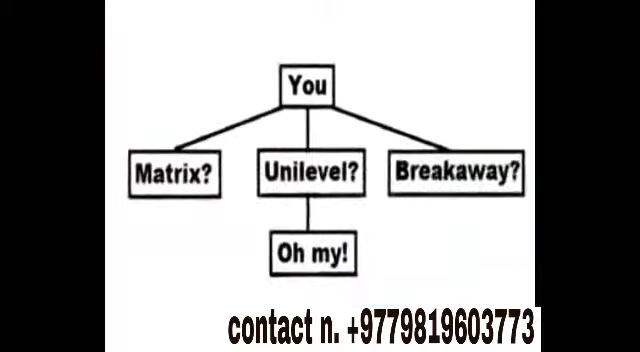 You
Matrix? Unilevel? Breakaway?
Oh my!
contact n. +9779819603773